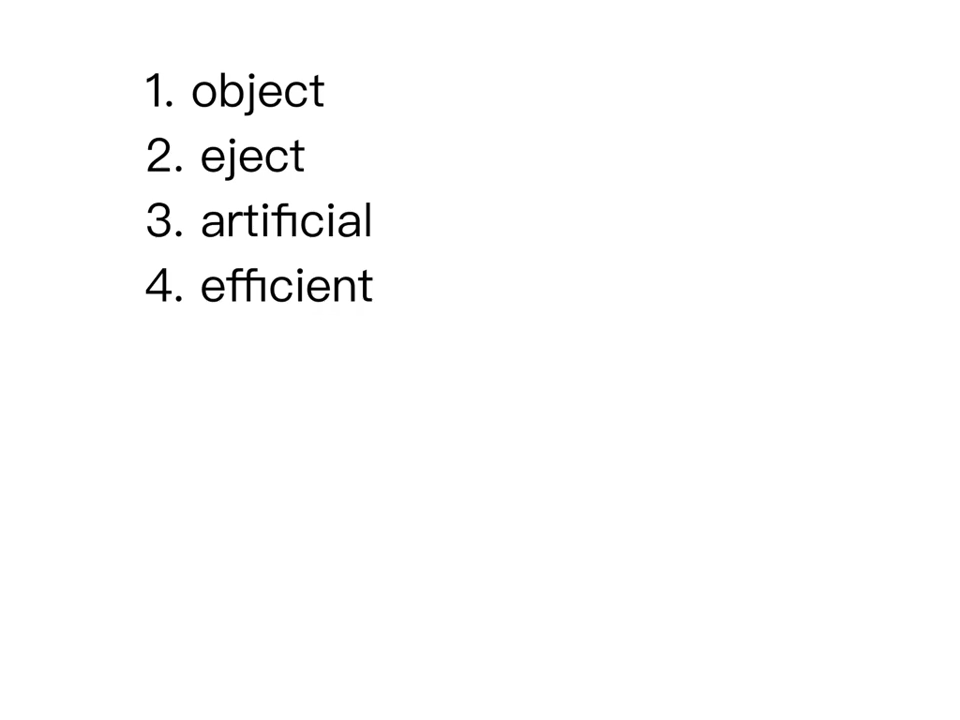 1. object
2. eject
3. artificial
4. efficient